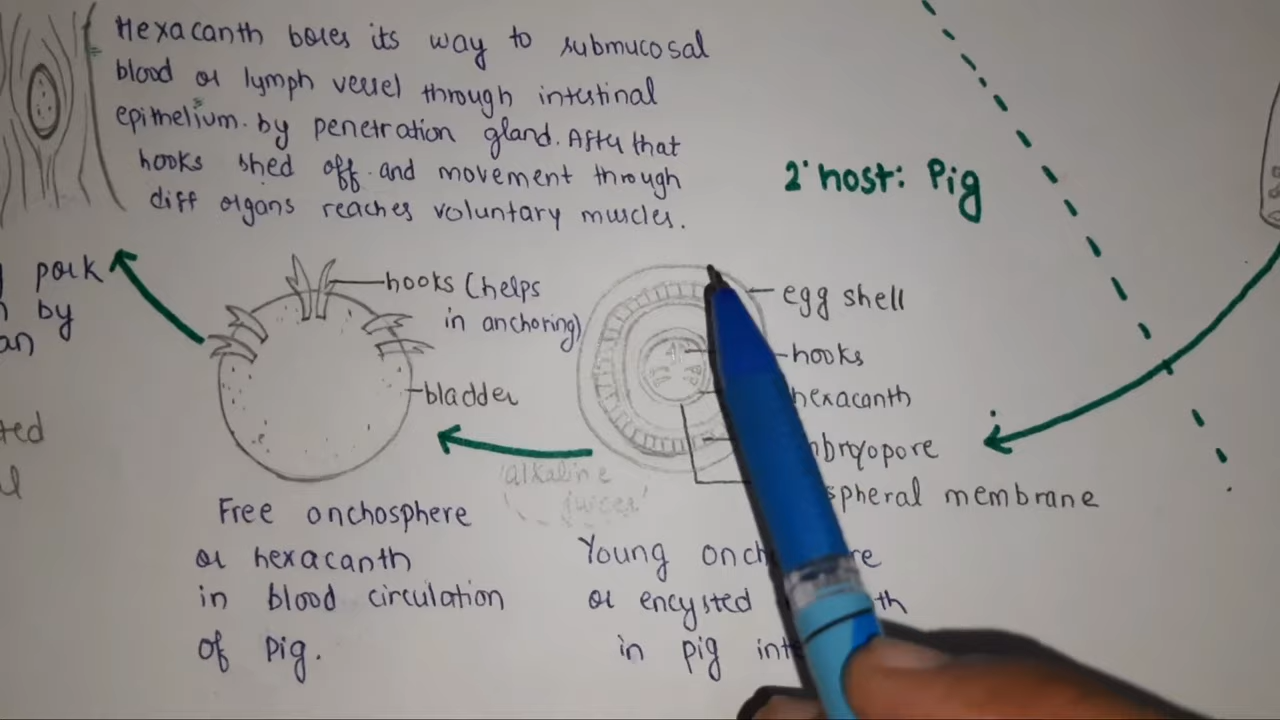 Hexacanth bores its way to submucosal
blood or lymph vessel through intestinal
epithelium. by penetration gland. After that
hooks shed off. and movement through
diff organs reaches voluntary muscles.
2° host: Pig
pork
by
hooks (helps
in anchoring)
bladder
egg shell
hooks
hexacanth
spheral membrane
alkaline
juices
Free onchosphere
or hexacanth
in blood circulation
of Pig.
Young
or encysted
in pig